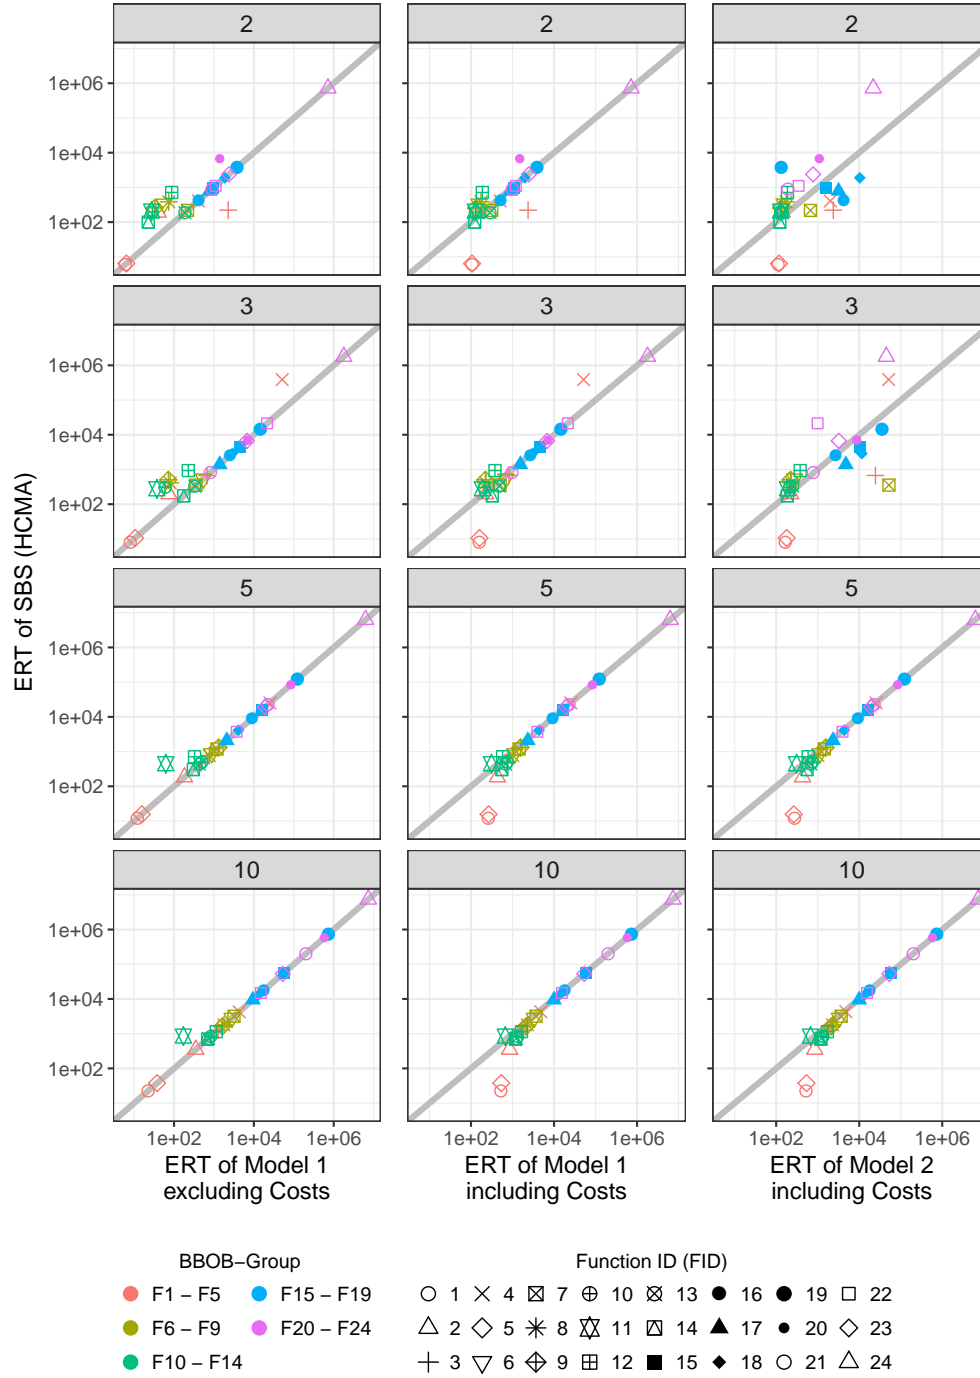 2 2 2
1e+06
1e+04
1e+02
3 3 3
1e+06
1e+04
1e+02
5 5 5
1e+06
1e+04
1e+02
10 10 10
1e+06
1e+04
1e+02
ERT of SBS (HCMA)
1e+02 1e+04 1e+06 1e+02 1e+04 1e+06 1e+02 1e+04 1e+06
ERT of Model 1 ERT of Model 1 ERT of Model 2
excluding Costs including Costs including Costs
BBOB−Group Function ID (FID)
F1 − F5 F15 − F19 1 4 7 10 13 16 19 22
F6 − F9 F20 − F24 2 5 8 11 14 17 20 23
F10 − F14 3 6 9 12 15 18 21 24